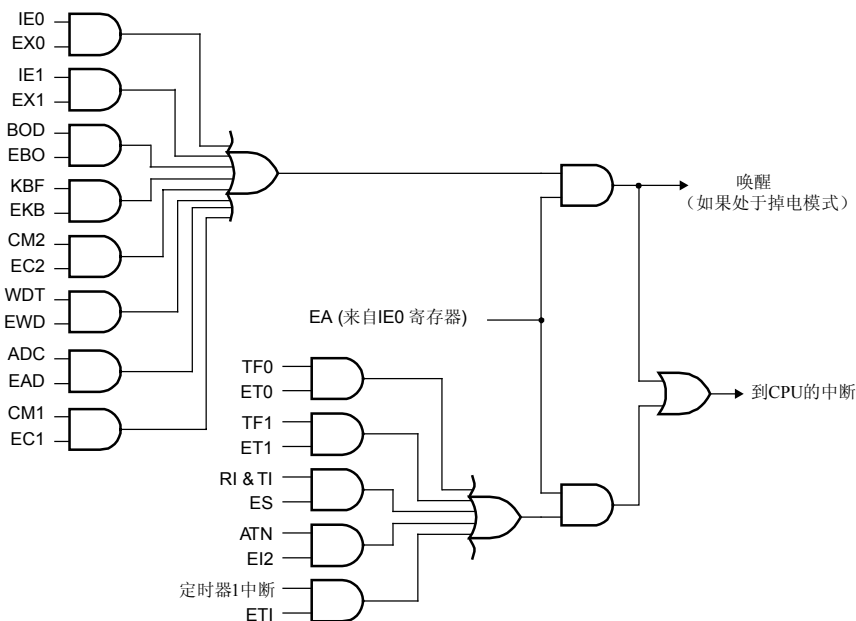 IE0
EX0
IE1
EX1
BOD
EBO
KBF
EKB
CM2
EC2
WDT
EWD
ADC
EAD
CM1
EC1
唤醒
（如果处于掉电模式）
EA (来自IE0 寄存器)
TF0
ET0
TF1
ET1
RI & TI
ES
ATN
EI2
定时器1中断
ETI
到CPU的中断